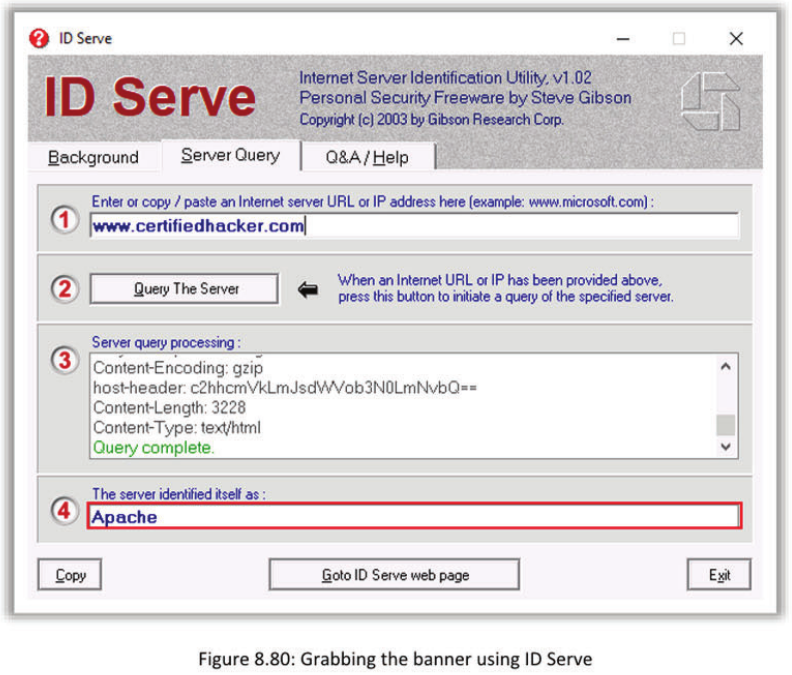 ID Serve
ID Serve
Internet Server Identification Utility, v1.02
Personal Security Freeware by Steve Gibson
Copyright (c) 2003 by Gibson Research Corp.
Background
Server Query
Q&A / Help
1
Enter or copy / paste an Internet server URL or IP address here (example: www.microsoft.com) :
www.certifiedhacker.com
2
Query The Server
When an Internet URL or IP has been provided above,
press this button to initiate a query of the specified server.
3
Server query processing :
Content-Encoding: gzip
host-header: c2hhcmVkLmJsdWVob3N0LmNvbQ==
Content-Length: 3228
Content-Type: text/html
Query complete.
4
The server identified itself as :
Apache
Copy
Goto ID Serve web page
Exit
Figure 8.80: Grabbing the banner using ID Serve